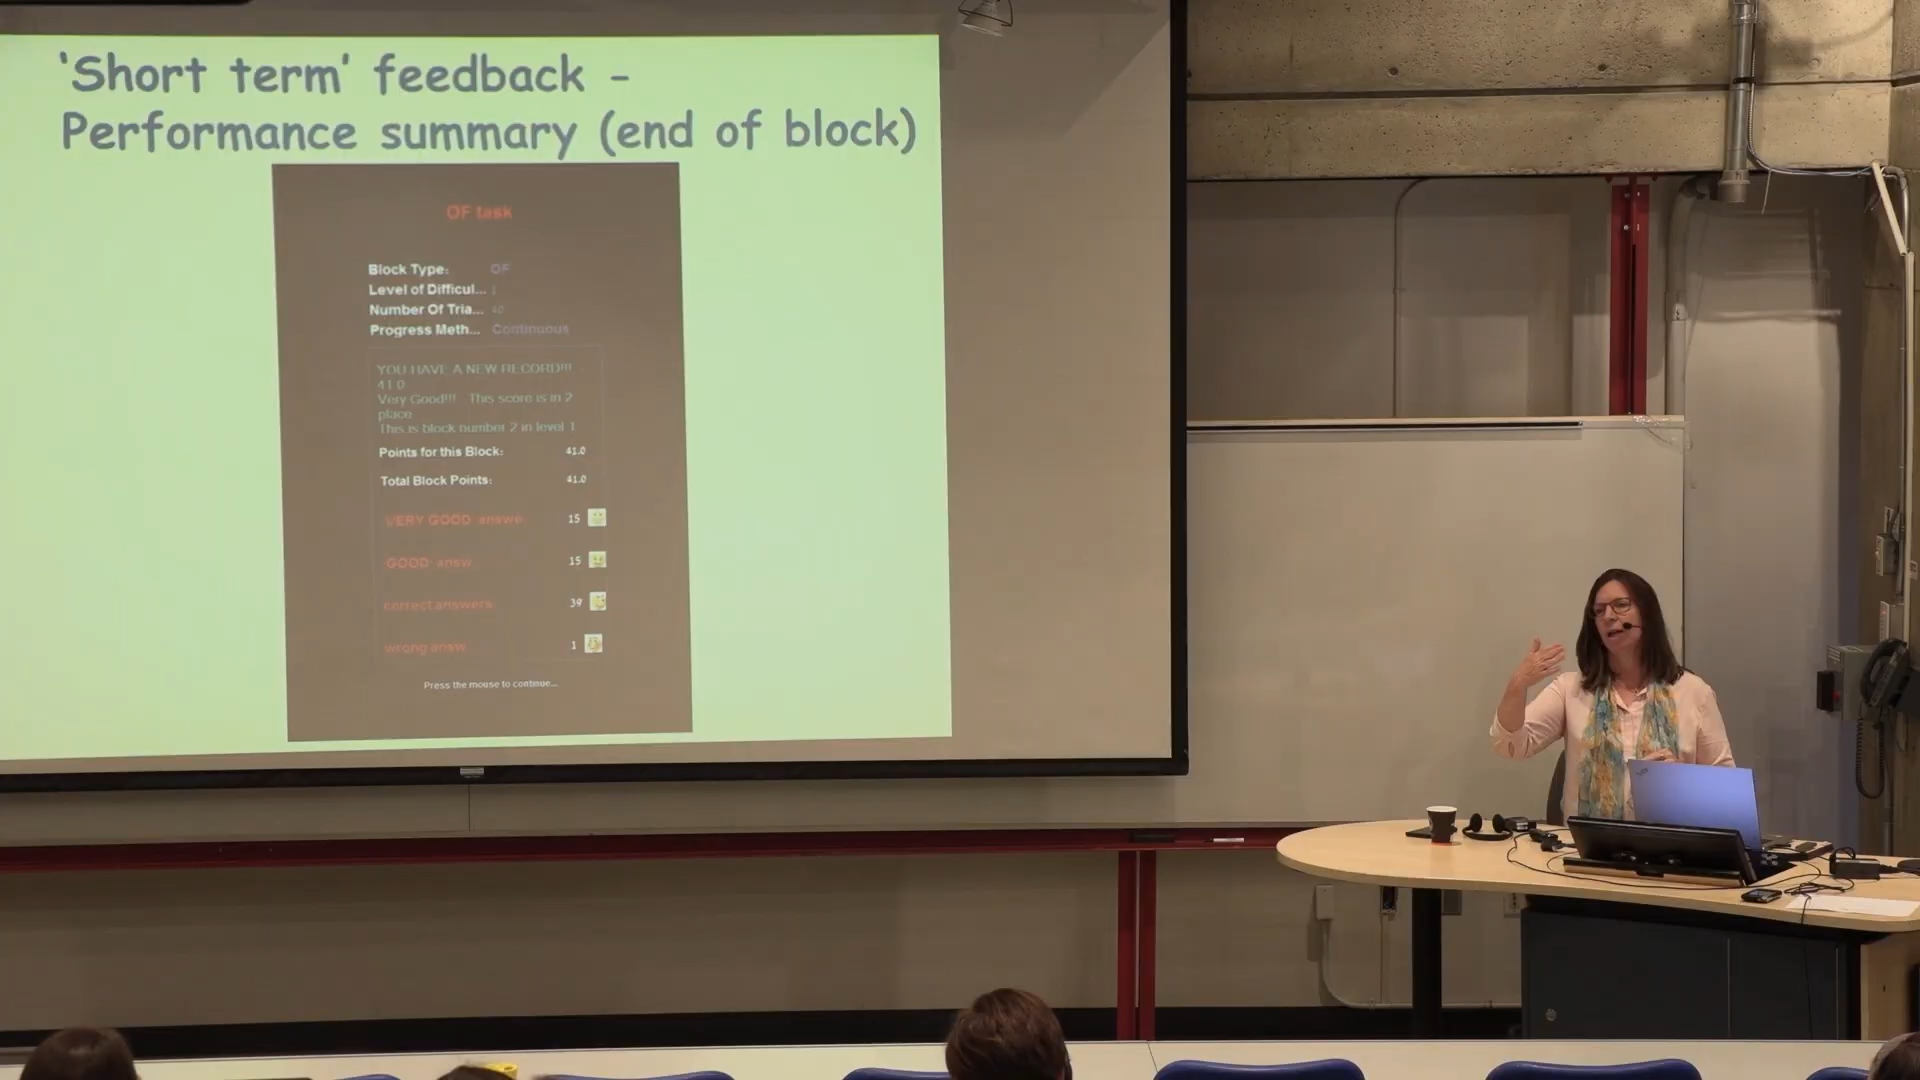 ‘Short term’ feedback -
Performance summary (end of block)
OF task
Block Type: OF
Level of Difficul... 1
Number Of Tria... 40
Progress Meth... Continuous
YOU HAVE A NEW RECORD!!!
41.0
Very Good!!! This score is in 2
place
This is block number 2 in level 1
Points for this Block: 41.0
Total Block Points: 41.0
VERY GOOD answe 15
GOOD answ 15
correct answers 39
wrong answ 1
Press the mouse to continue...